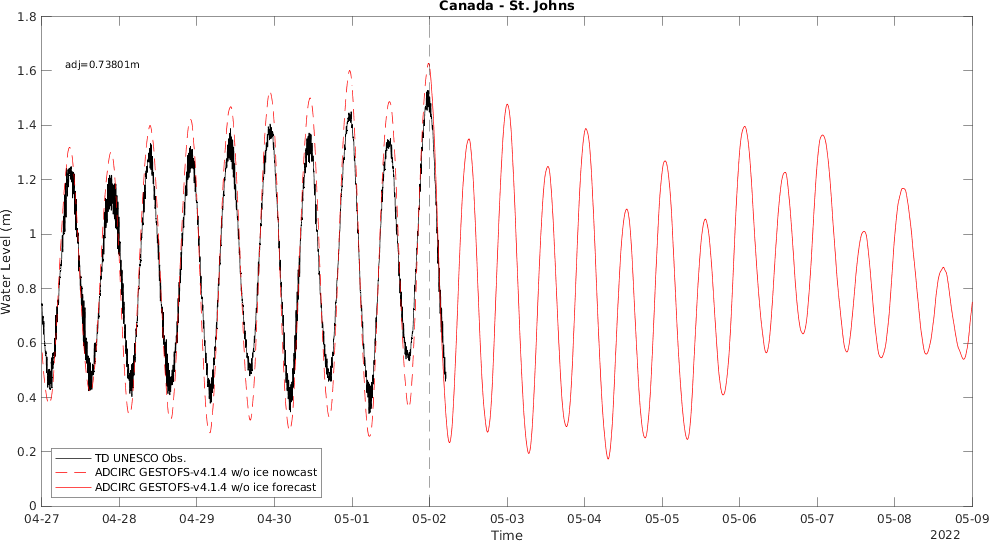 Canada - St. Johns
adj=0.73801m
1.8
1.6
1.4
1.2
1
0.8
0.6
0.4
0.2
0
Water Level (m)
TD UNESCO Obs.
ADCIRC GESTOFS-v4.1.4 w/o ice nowcast
ADCIRC GESTOFS-v4.1.4 w/o ice forecast
04-27 04-28 04-29 04-30 05-01 05-02 05-03 05-04 05-05 05-06 05-07 05-08 05-09
Time
2022